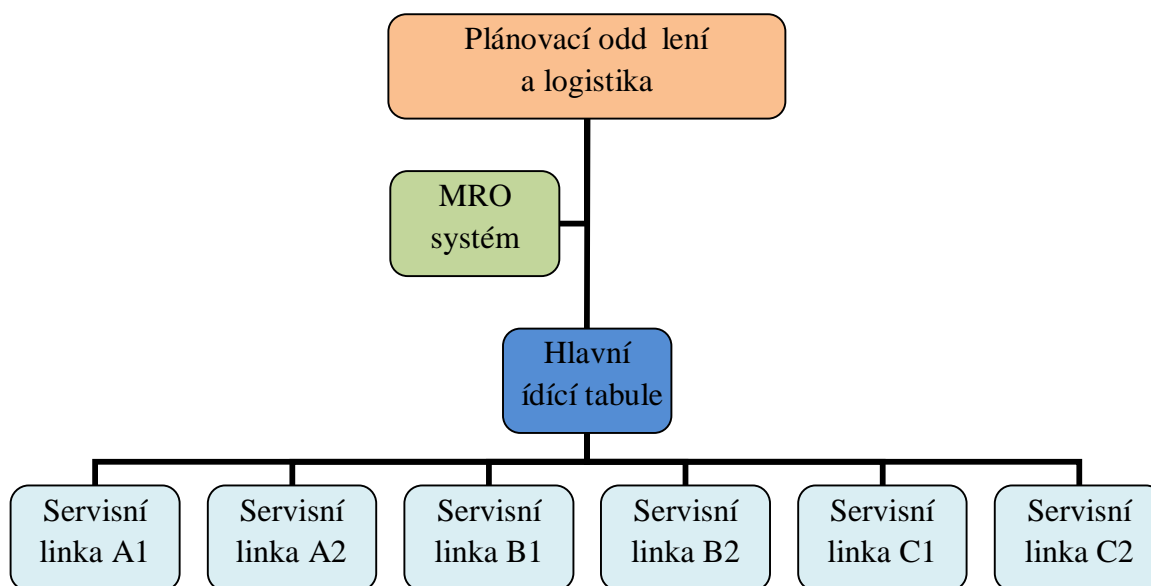 Plánovací odd lení
a logistika
MRO
systém
Hlavní
ídící tabule
Servisní
linka A1
Servisní
linka A2
Servisní
linka B1
Servisní
linka B2
Servisní
linka C1
Servisní
linka C2